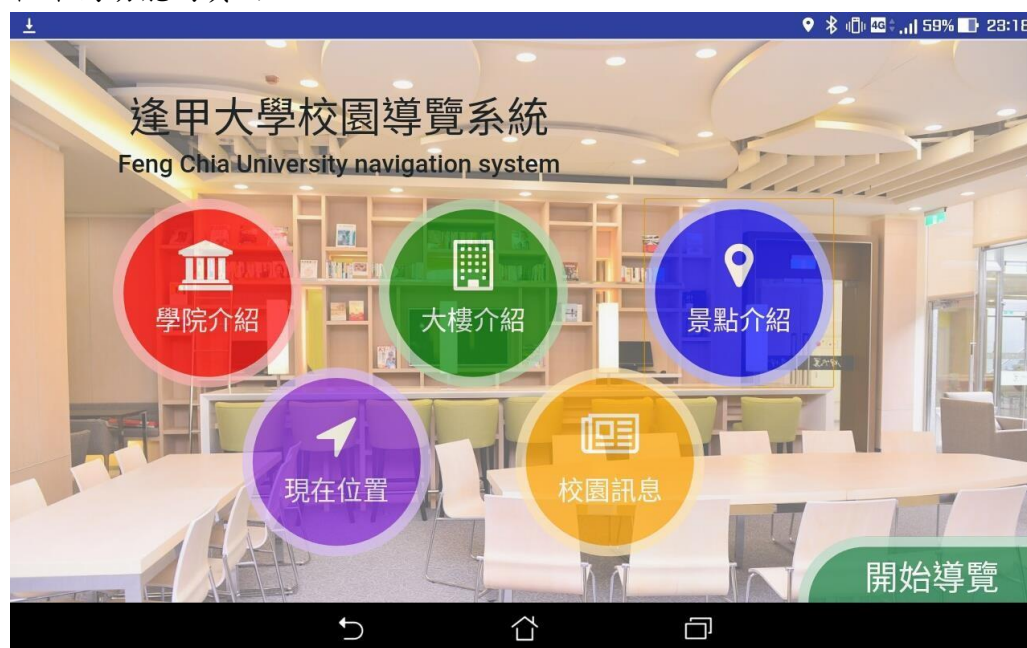 59% 23:18
逢甲大學校園導覽系統
Feng Chia University navigation system
學院介紹
大樓介紹
景點介紹
現在位置
校園訊息
開始導覽